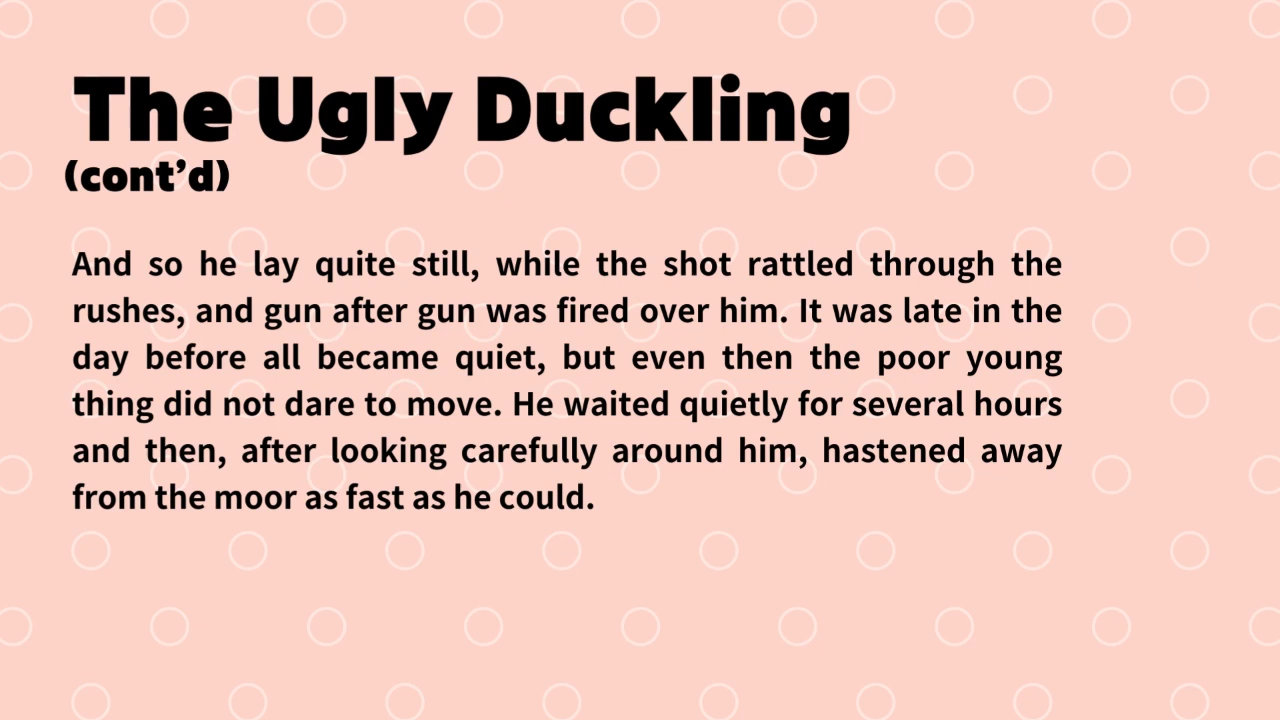 The Ugly Duckling
(cont’d)
And so he lay quite still, while the shot rattled through the
rushes, and gun after gun was fired over him. It was late in the
day before all became quiet, but even then the poor young
thing did not dare to move. He waited quietly for several hours
and then, after looking carefully around him, hastened away
from the moor as fast as he could.